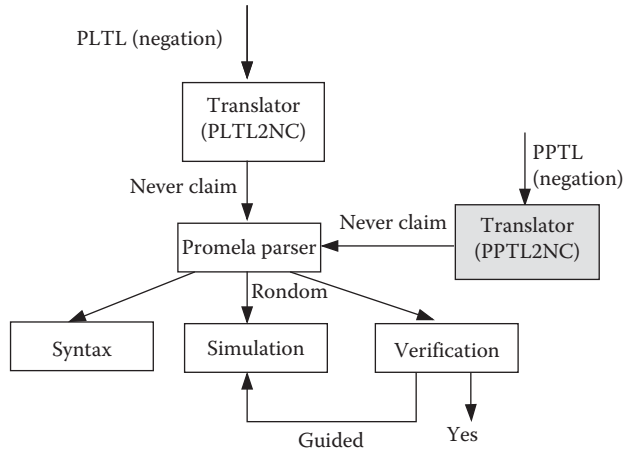 PLTL (negation)
Translator
(PLTL2NC)
PPTL
(negation)
Never claim
Never claim
Translator
(PPTL2NC)
Promela parser
Rondom
Syntax
Simulation
Verification
Guided
Yes